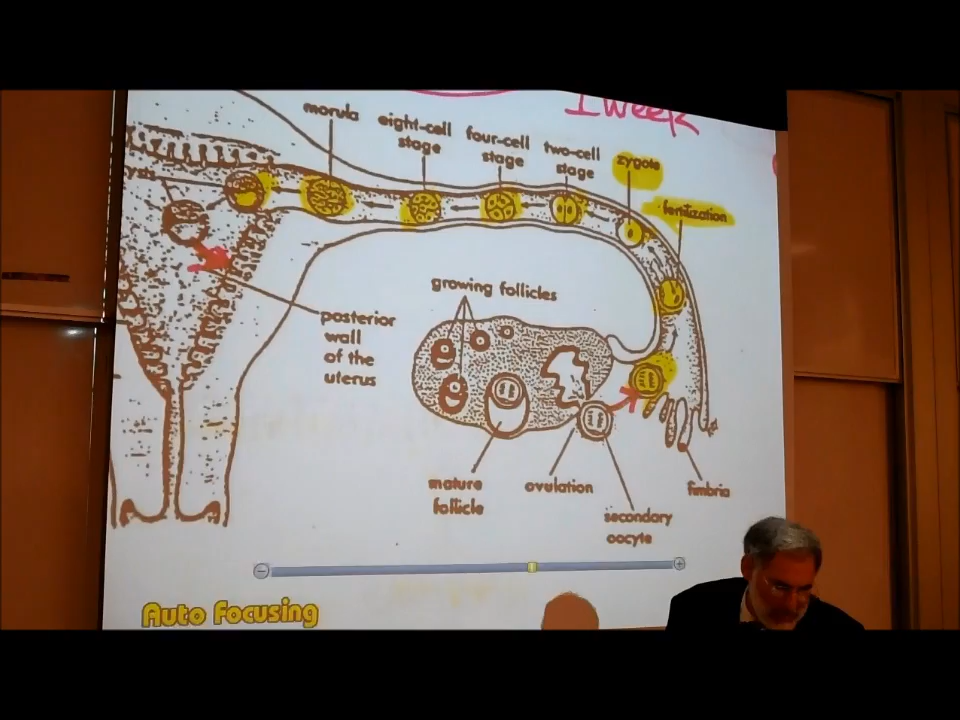 1 week
morula
eight-cell
stage
four-cell
stage
two-cell
stage
zygote
fertilization
growing follicles
posterior
wall
of the
uterus
mature
follicle
ovulation
secondary
oocyte
fimbria
Auto Focusing